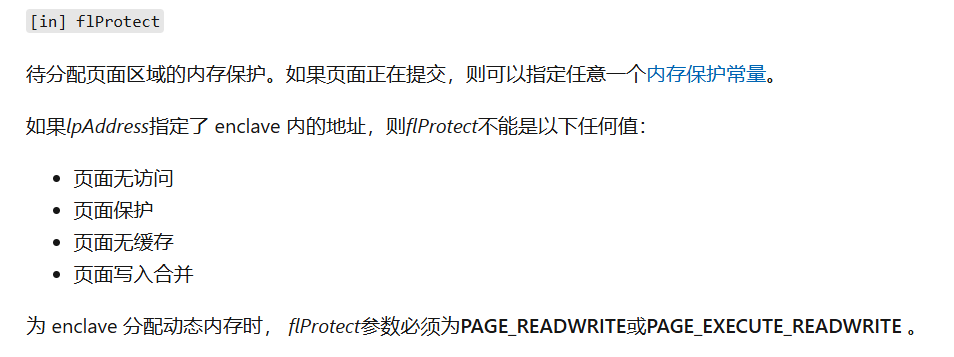 [in] flProtect
待分配页面区域的内存保护。如果页面正在提交，则可以指定任意一个内存保护常量。
如果lpAddress指定了 enclave 内的地址，则flProtect不能是以下任何值：
• 页面无访问
• 页面保护
• 页面无缓存
• 页面写入合并
为 enclave 分配动态内存时， flProtect参数必须为PAGE_READWRITE或PAGE_EXECUTE_READWRITE 。